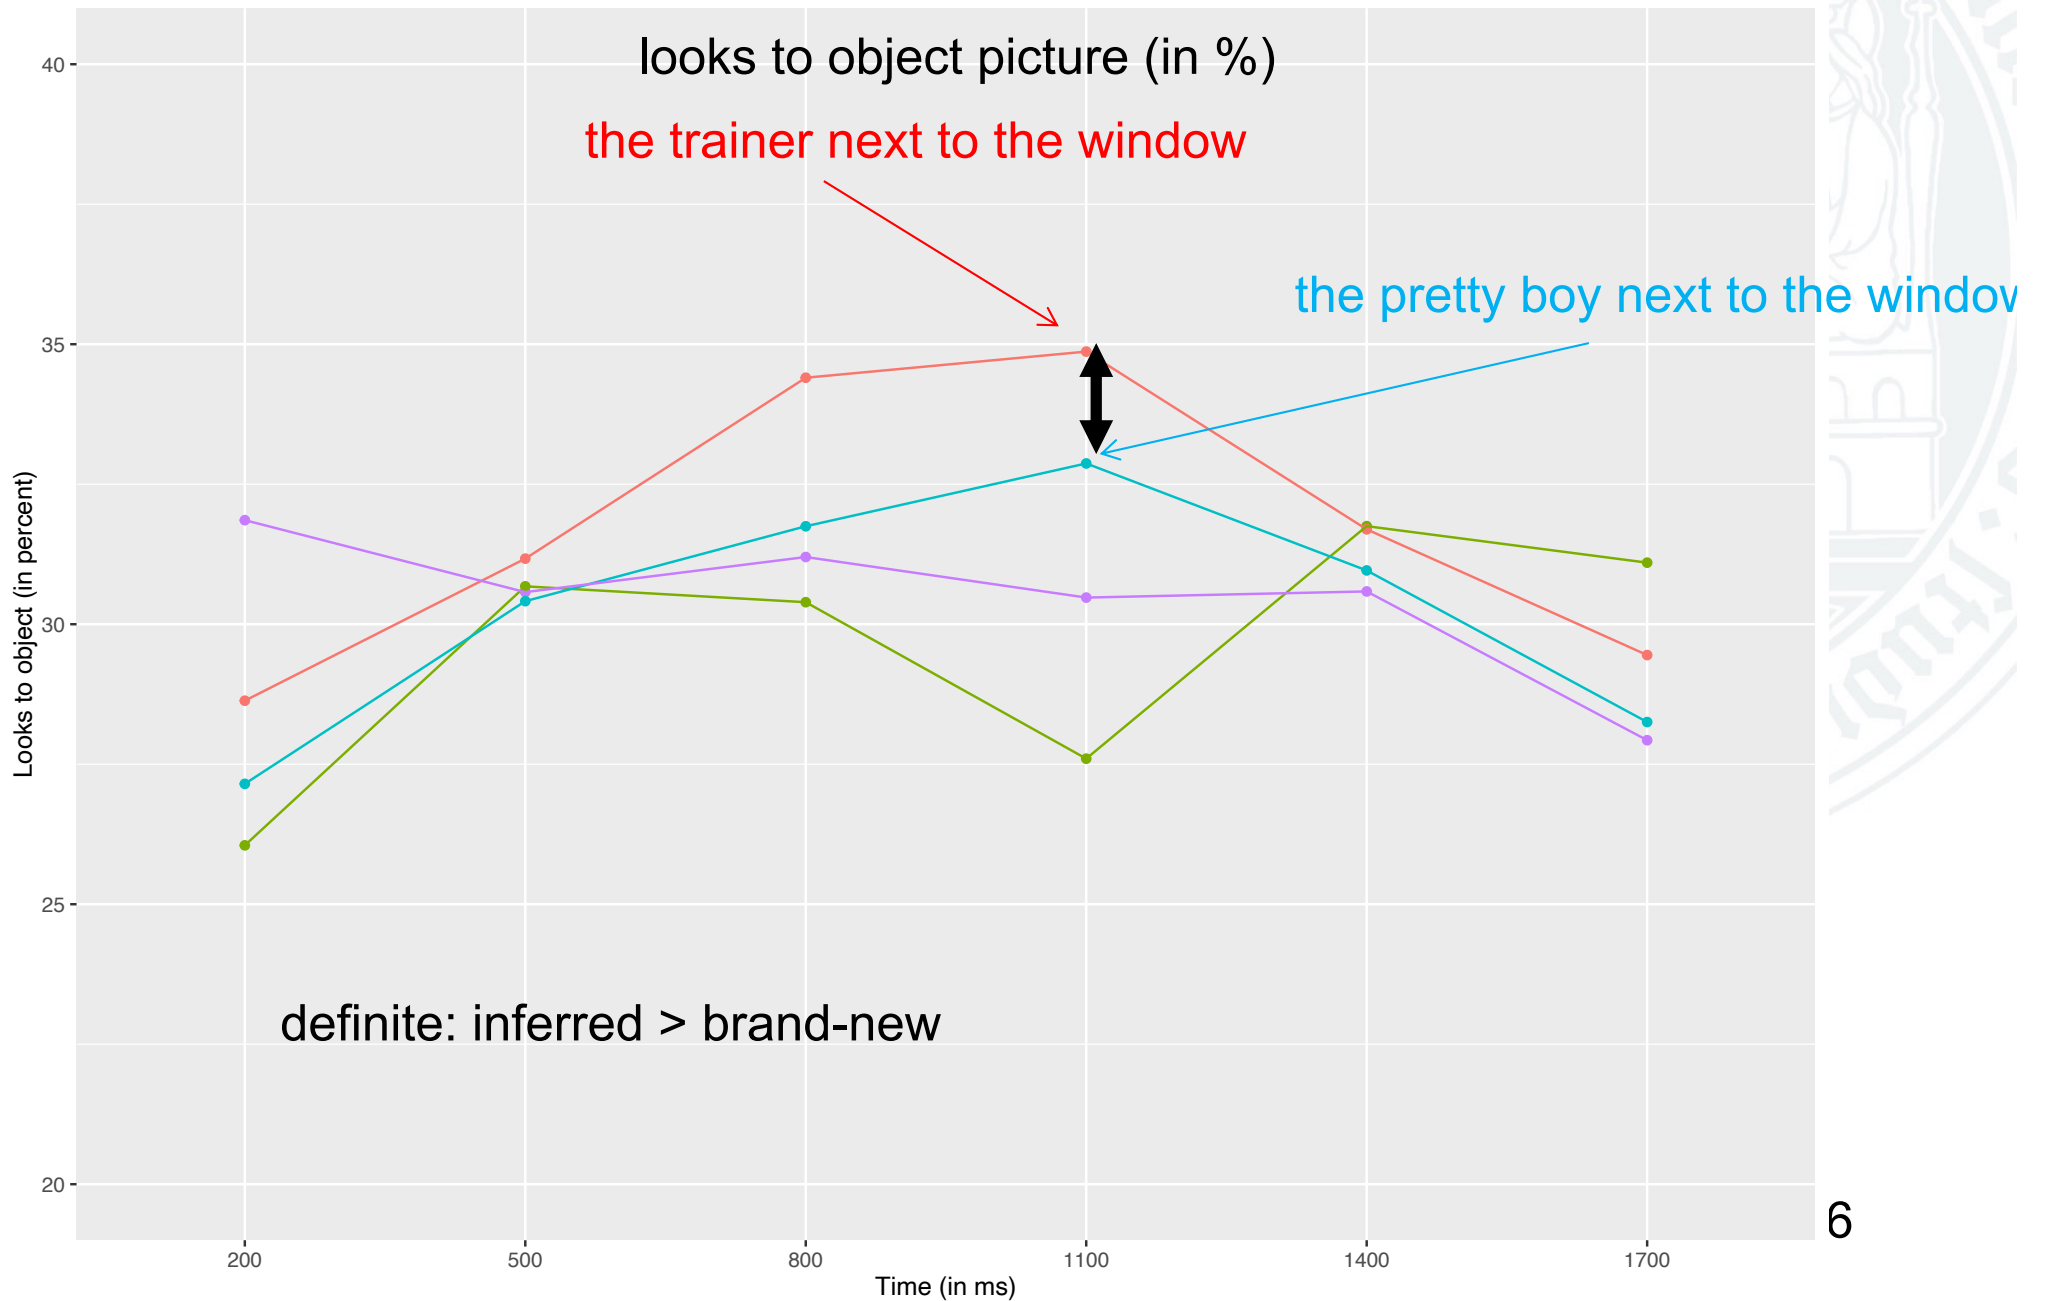 looks to object picture (in %)
the trainer next to the window
the pretty boy next to the window
40
35
30
25
20
Looks to object (in percent)
definite: inferred > brand-new
6
200 500 800 1100 1400 1700
Time (in ms)